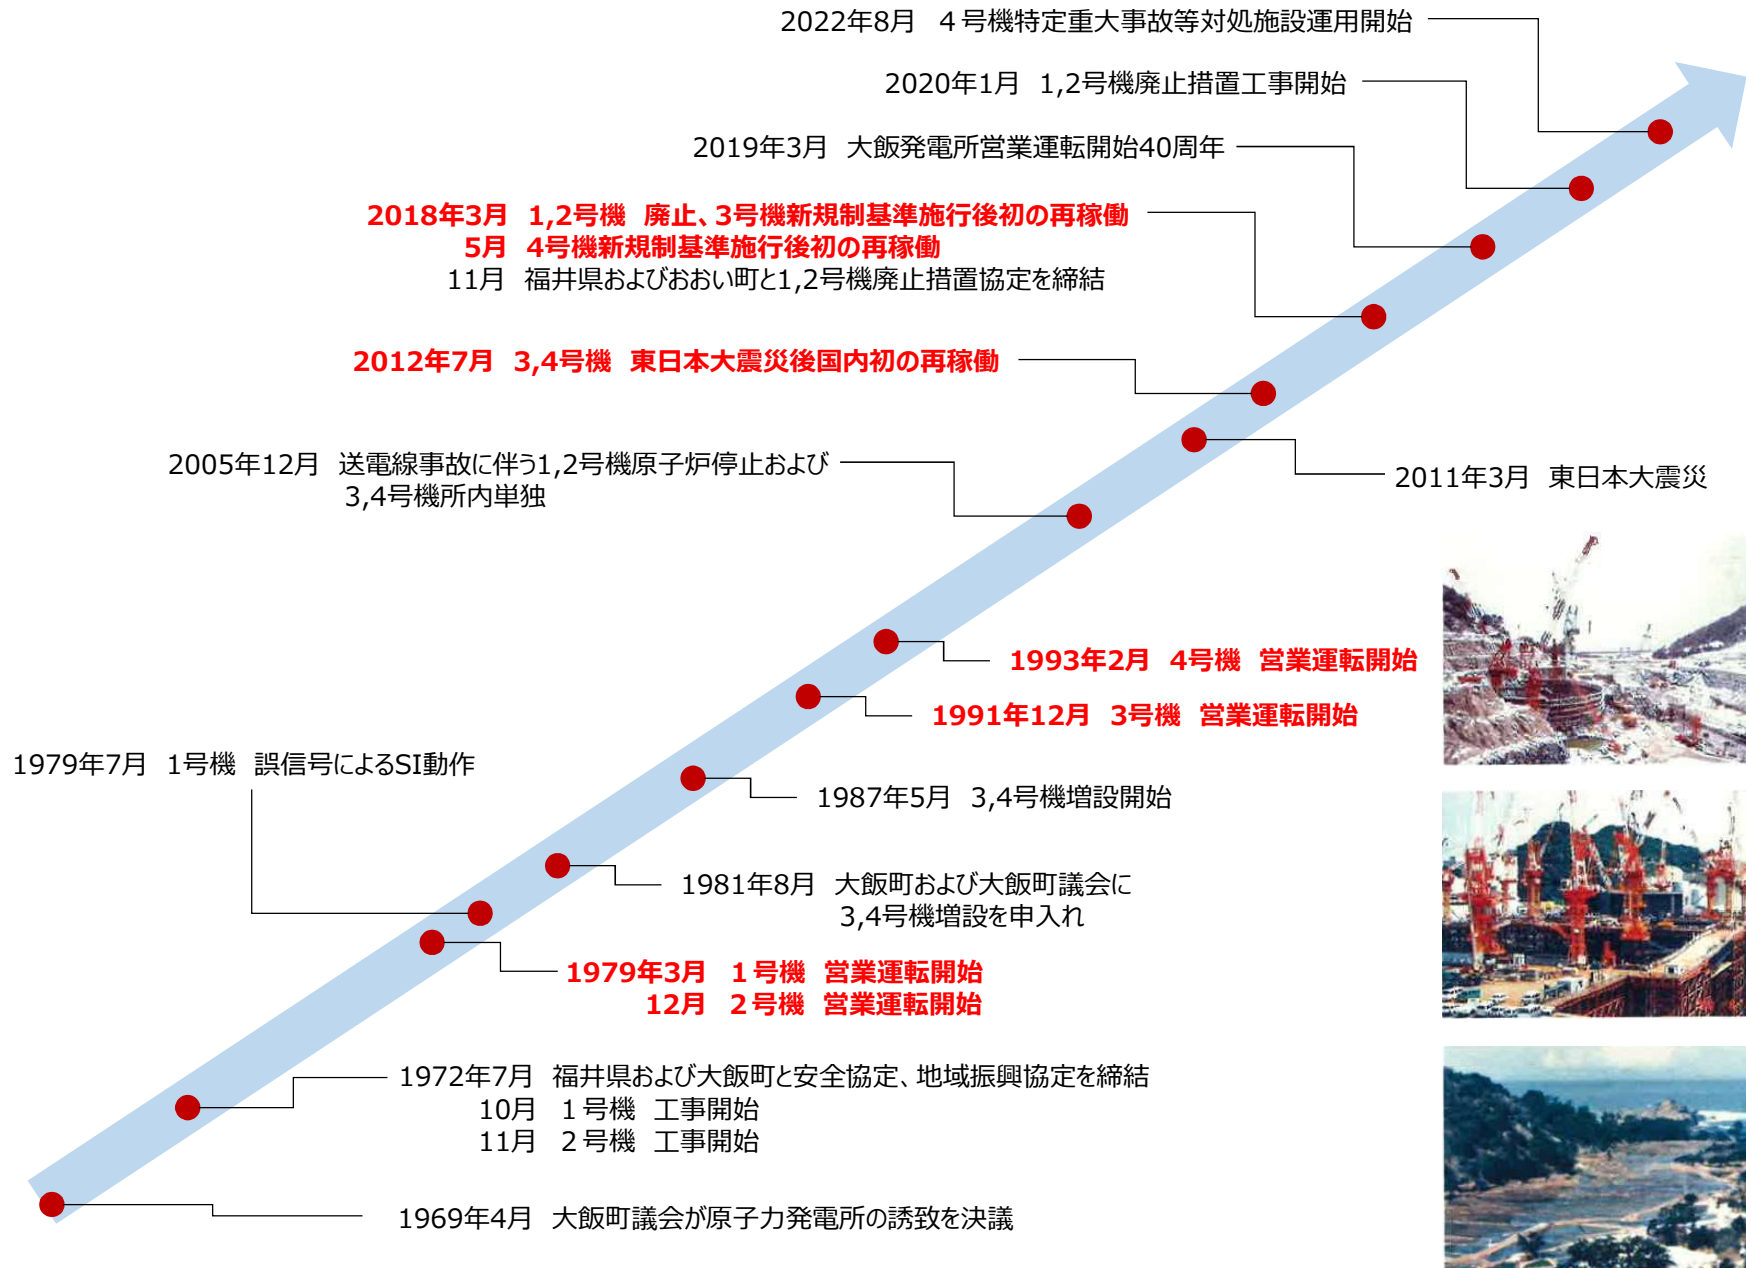 2022年8月　４号機特定重大事故等対処施設運用開始
2020年1月　1,2号機廃止措置工事開始
2019年3月　大飯発電所営業運転開始40周年
2018年3月　1,2号機　廃止、3号機新規制基準施行後初の再稼働
5月　4号機新規制基準施行後初の再稼働
11月　福井県およびおおい町と1,2号機廃止措置協定を締結
2012年7月　3,4号機　東日本大震災後国内初の再稼働
2005年12月　送電線事故に伴う1,2号機原子炉停止および
3,4号機所内単独
2011年3月　東日本大震災
1993年2月　4号機　営業運転開始
1991年12月　3号機　営業運転開始
1979年7月　1号機　誤信号によるSI動作
1987年5月　3,4号機増設開始
1981年8月　大飯町および大飯町議会に
3,4号機増設を申入れ
1979年3月　１号機　営業運転開始
12月　２号機　営業運転開始
1972年7月　福井県および大飯町と安全協定、地域振興協定を締結
10月　１号機　工事開始
11月　２号機　工事開始
1969年4月　大飯町議会が原子力発電所の誘致を決議